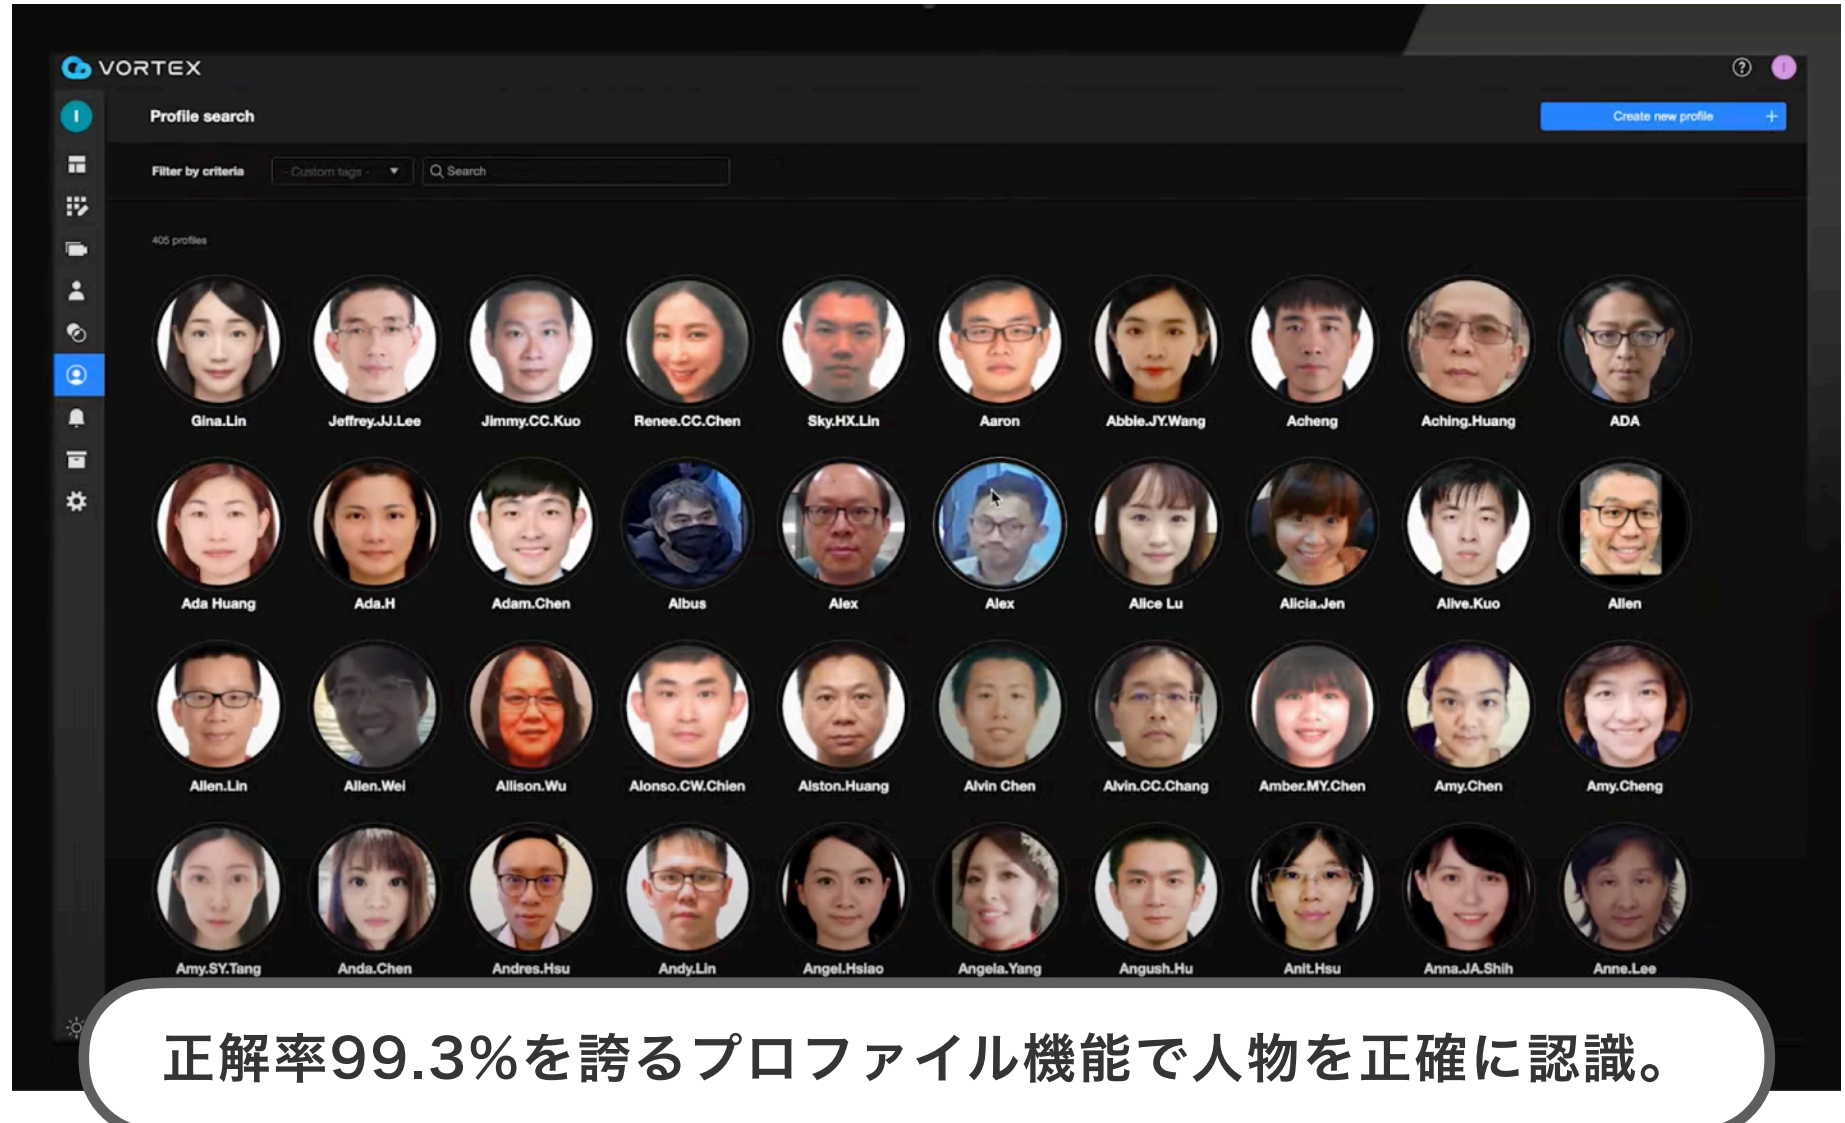 VORTEX
?
I
I
Profile search
Create new profile +
Filter by criteria - Custom tags - Search
405 profiles
Gina.Lin Jeffrey.JJ.Lee Jimmy.CC.Kuo Renee.CC.Chen Sky.HX.Lin Aaron Abbie.JY.Wang Acheng Aching.Huang ADA
Ada Huang Ada.H Adam.Chen Albus Alex Alex Alice Lu Alicia.Jen Alive.Kuo Allen
Allen.Lin Allen.Wei Allison.Wu Alonso.CW.Chien Alston.Huang Alvin Chen Alvin.CC.Chang Amber.MY.Chen Amy.Chen Amy.Cheng
Amy.SY.Tang Anda.Chen Andres.Hsu Andy.Lin Angel.Hsiao Angela.Yang Angush.Hu Anit.Hsu Anna.JA.Shih Anne.Lee
正解率99.3%を誇るプロファイル機能で人物を正確に認識。